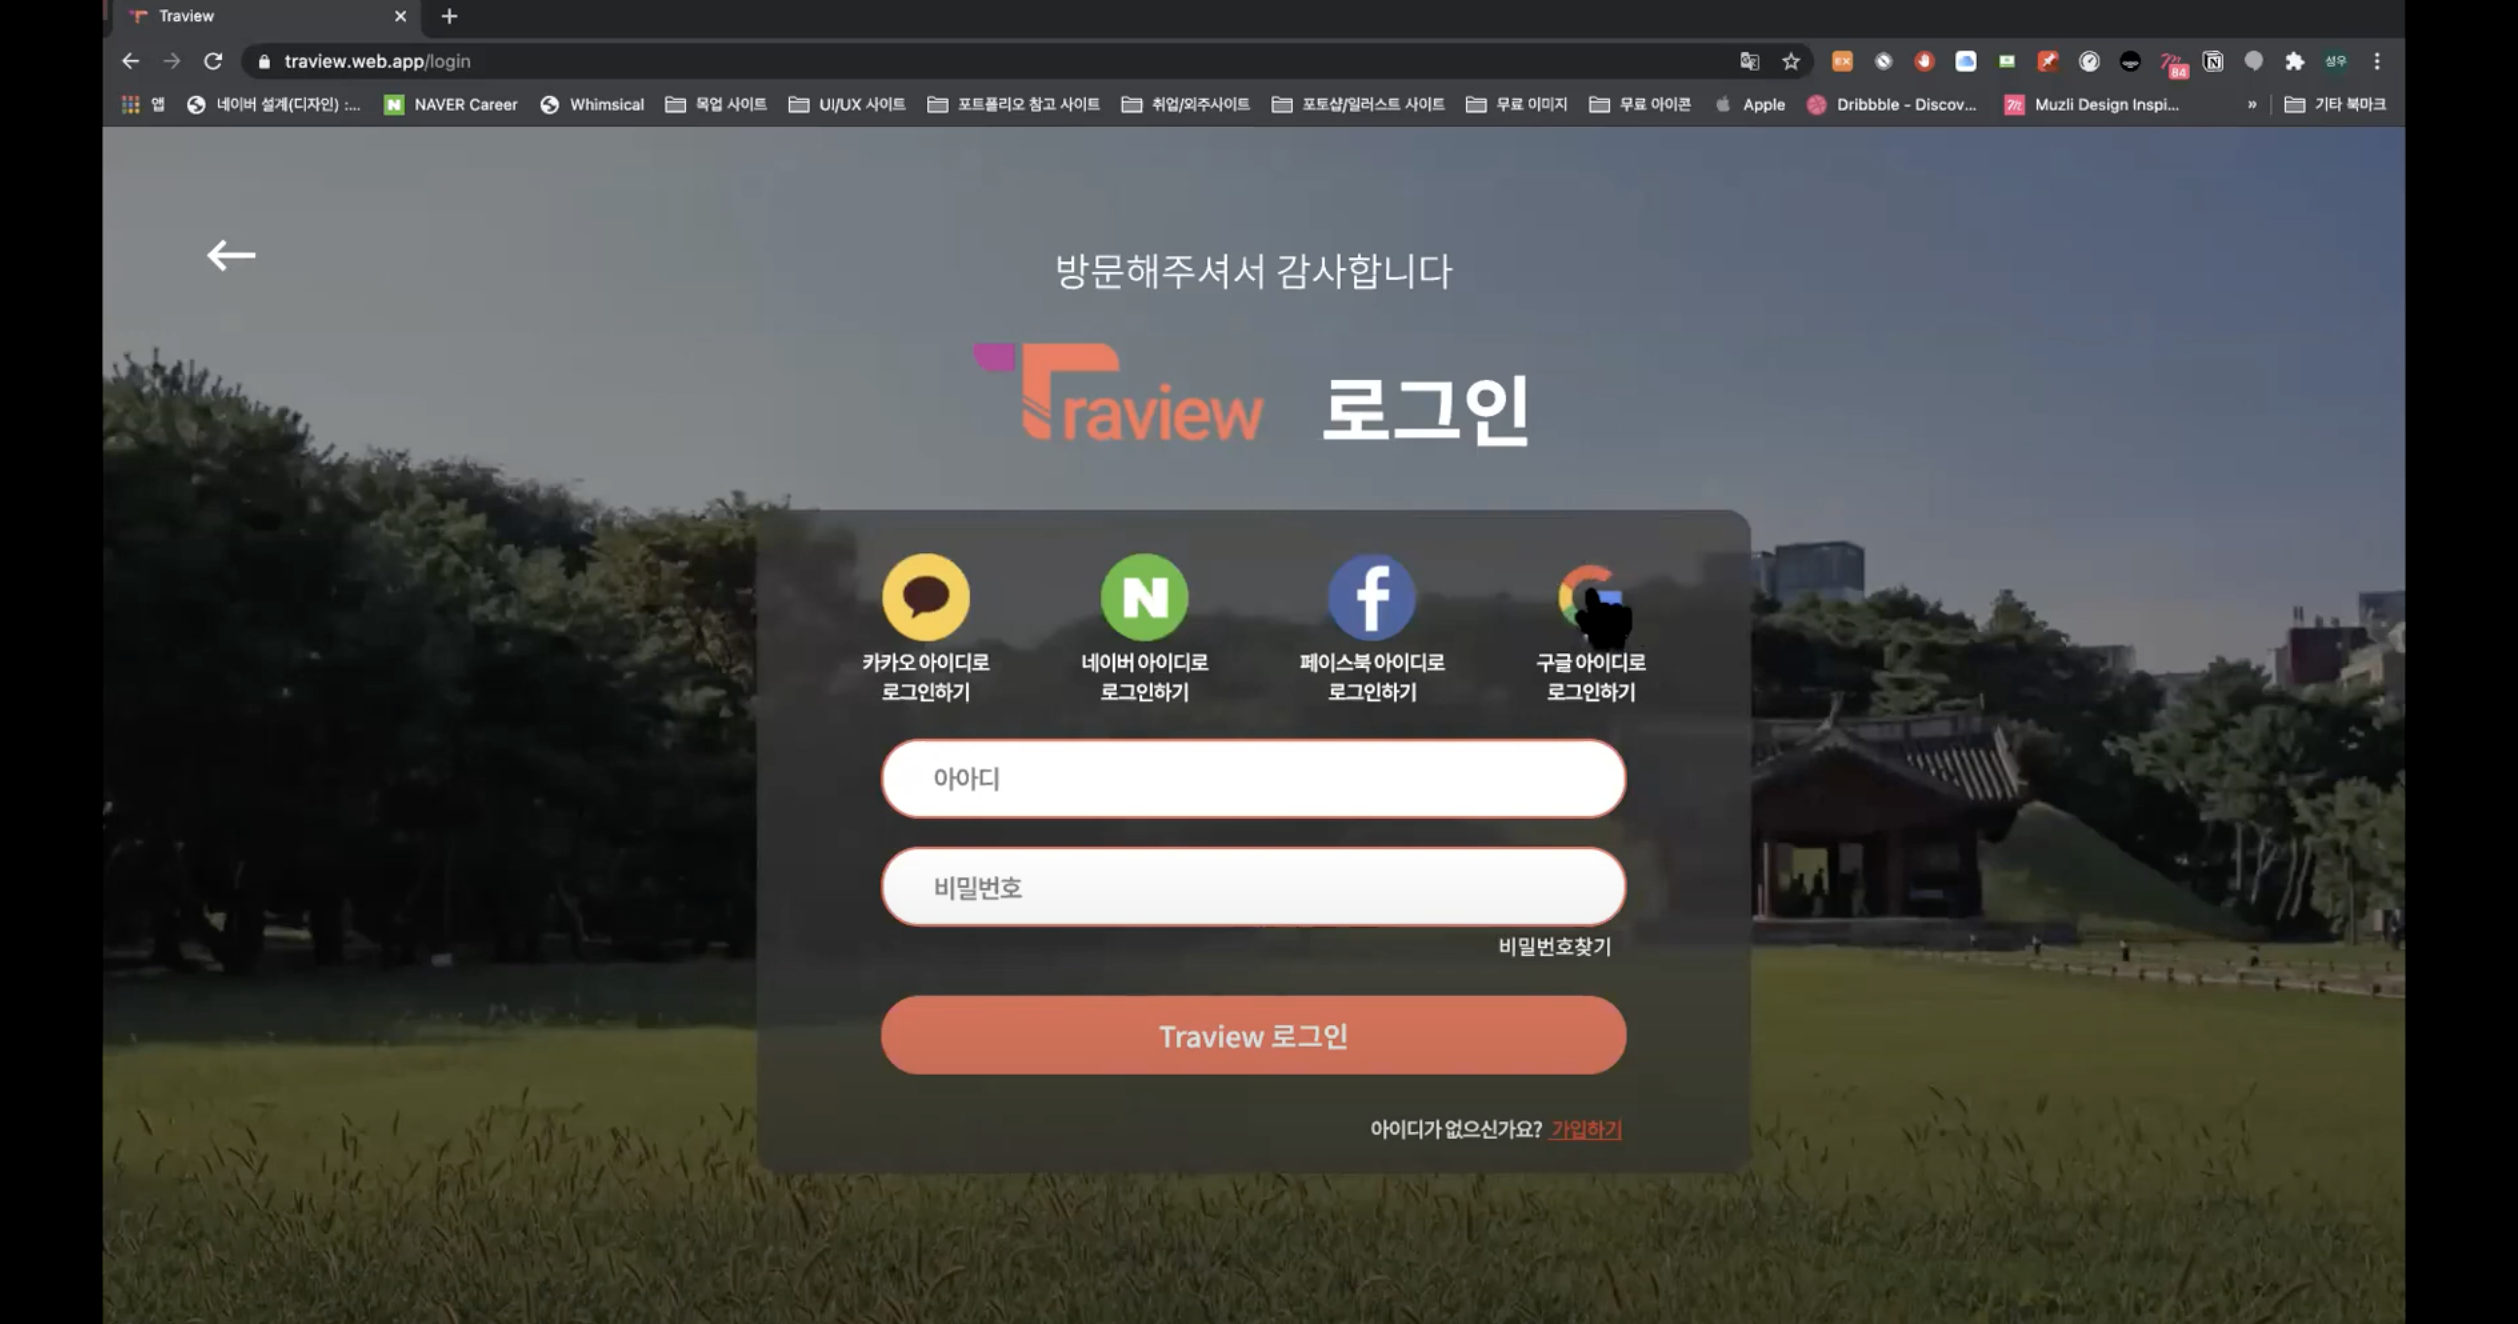 Traview
traview.web.app/login
성우
84
앱
네이버 설계(디자인) :...
NAVER Career
Whimsical
목업 사이트
UI/UX 사이트
포트폴리오 참고 사이트
취업/외주사이트
포토샵/일러스트 사이트
무료 이미지
무료 아이콘
Apple
Dribbble - Discov...
Muzli Design Inspi...
»
기타 북마크
방문해주셔서 감사합니다
Traview 로그인
카카오 아이디로
로그인하기
네이버 아이디로
로그인하기
페이스북 아이디로
로그인하기
구글 아이디로
로그인하기
아아디
비밀번호
비밀번호찾기
Traview 로그인
아이디가 없으신가요? 가입하기